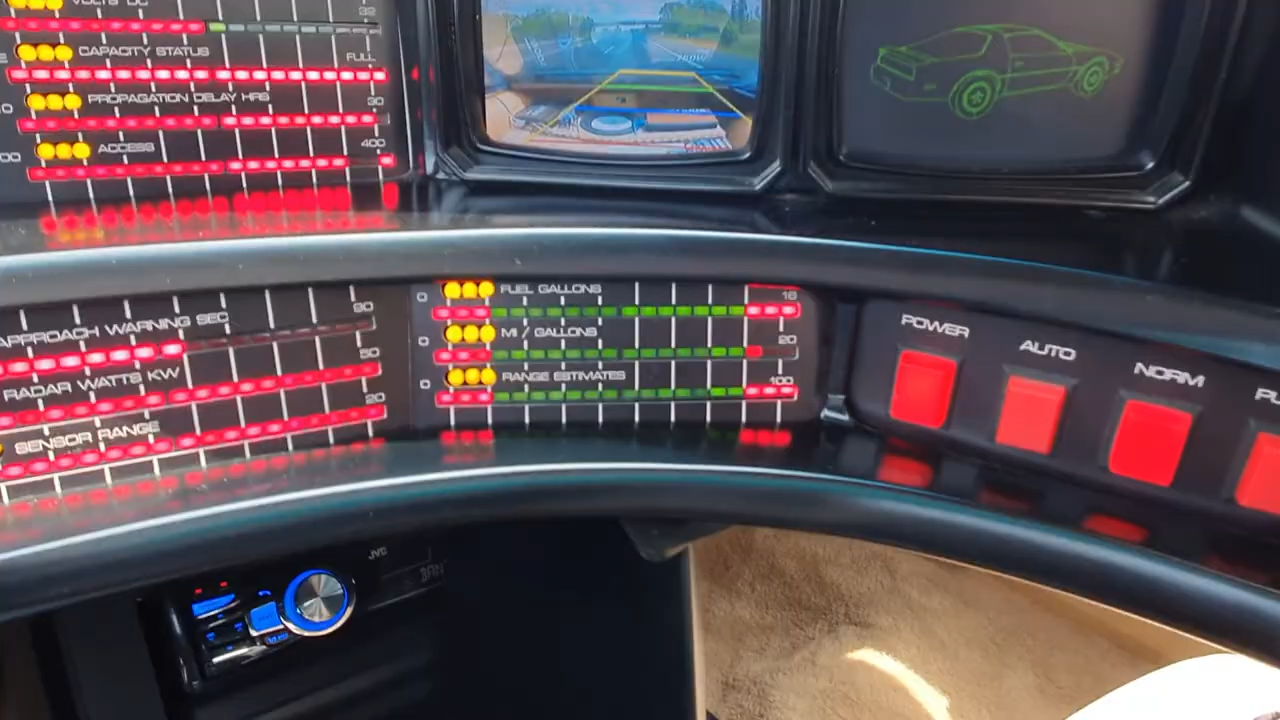 VOLTS DC
32
CAPACITY STATUS
FULL
PROPAGATION DELAY HRS
30
ACCESS
400
APPROACH WARNING SEC
90
RADAR WATTS KW
50
SENSOR RANGE
20
0 FUEL GALLONS 16
0 MI / GALLONS 20
0 RANGE ESTIMATES 100
POWER
AUTO
NORM
PU
JVC